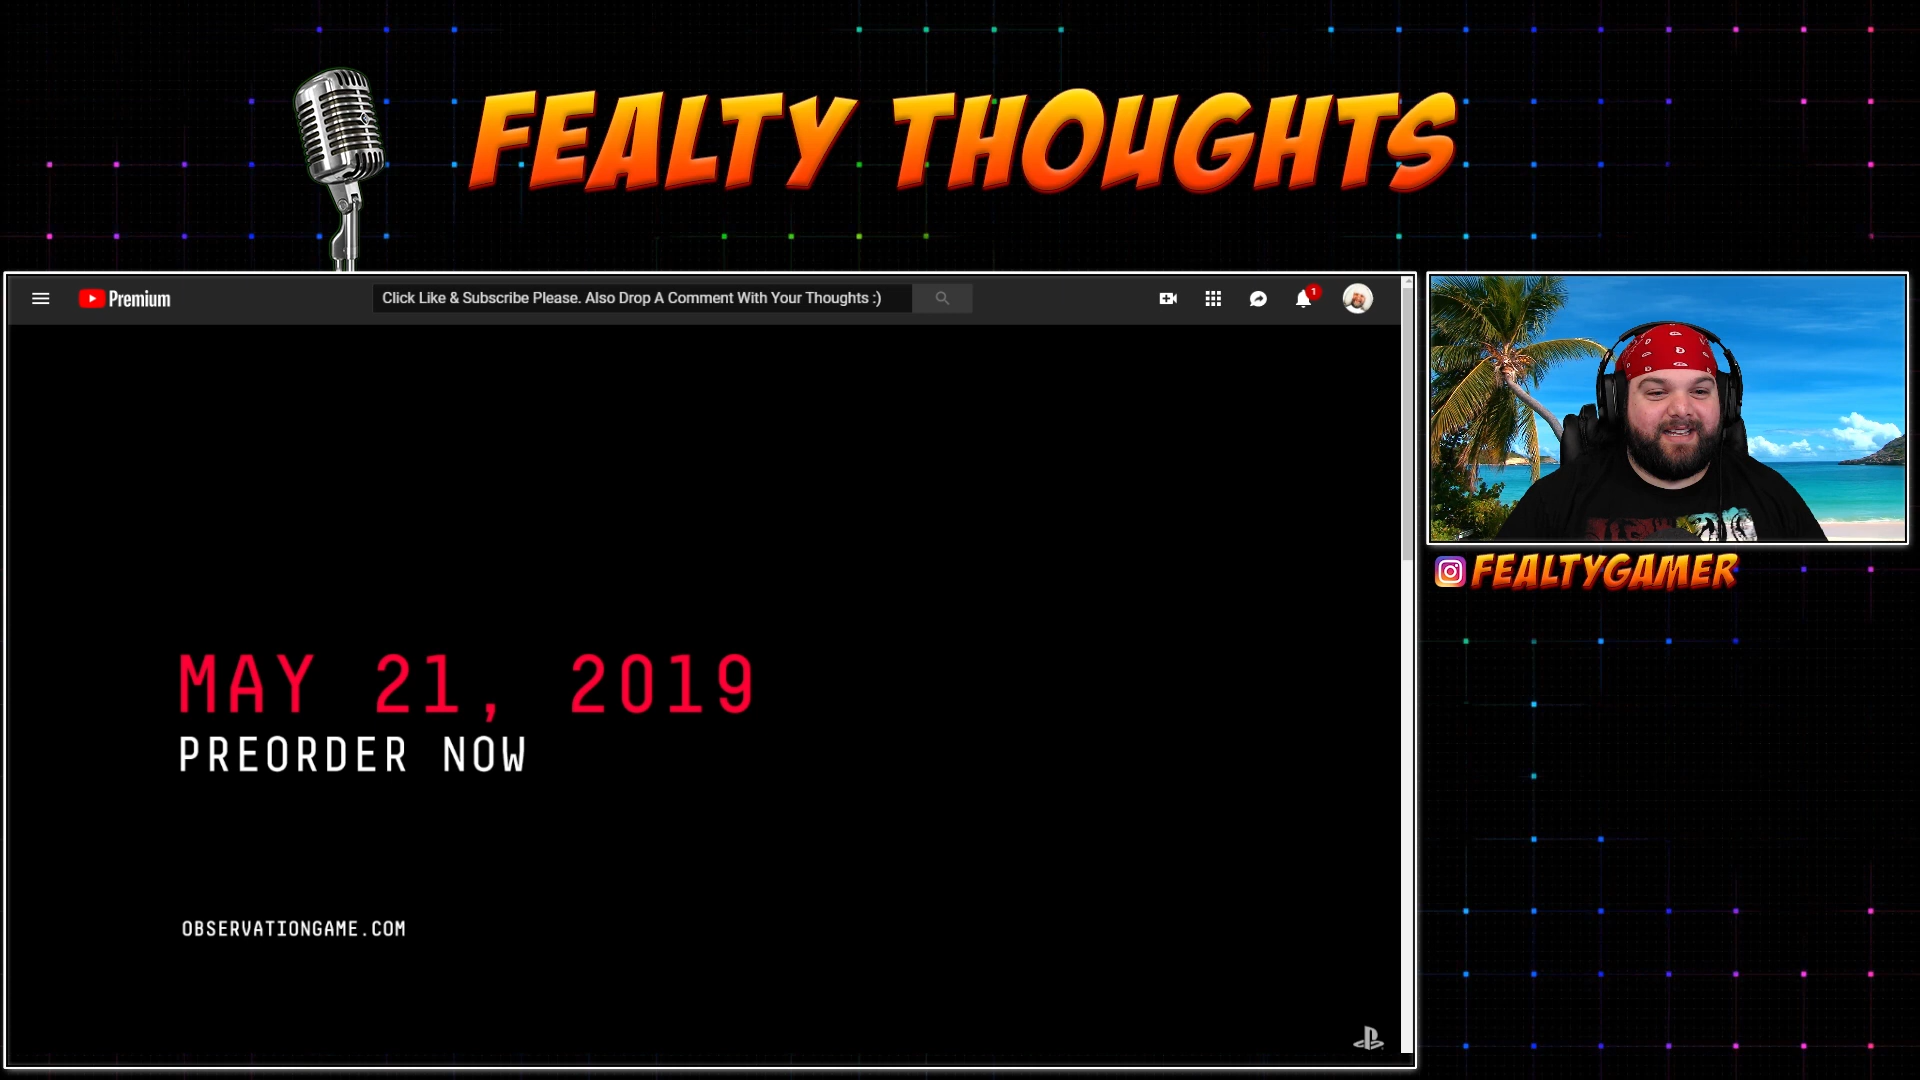 FEALTY THOUGHTS
Premium
Click Like & Subscribe Please. Also Drop A Comment With Your Thoughts :)
1
FEALTYGAMER
MAY 21, 2019
PREORDER NOW
OBSERVATIONGAME.COM